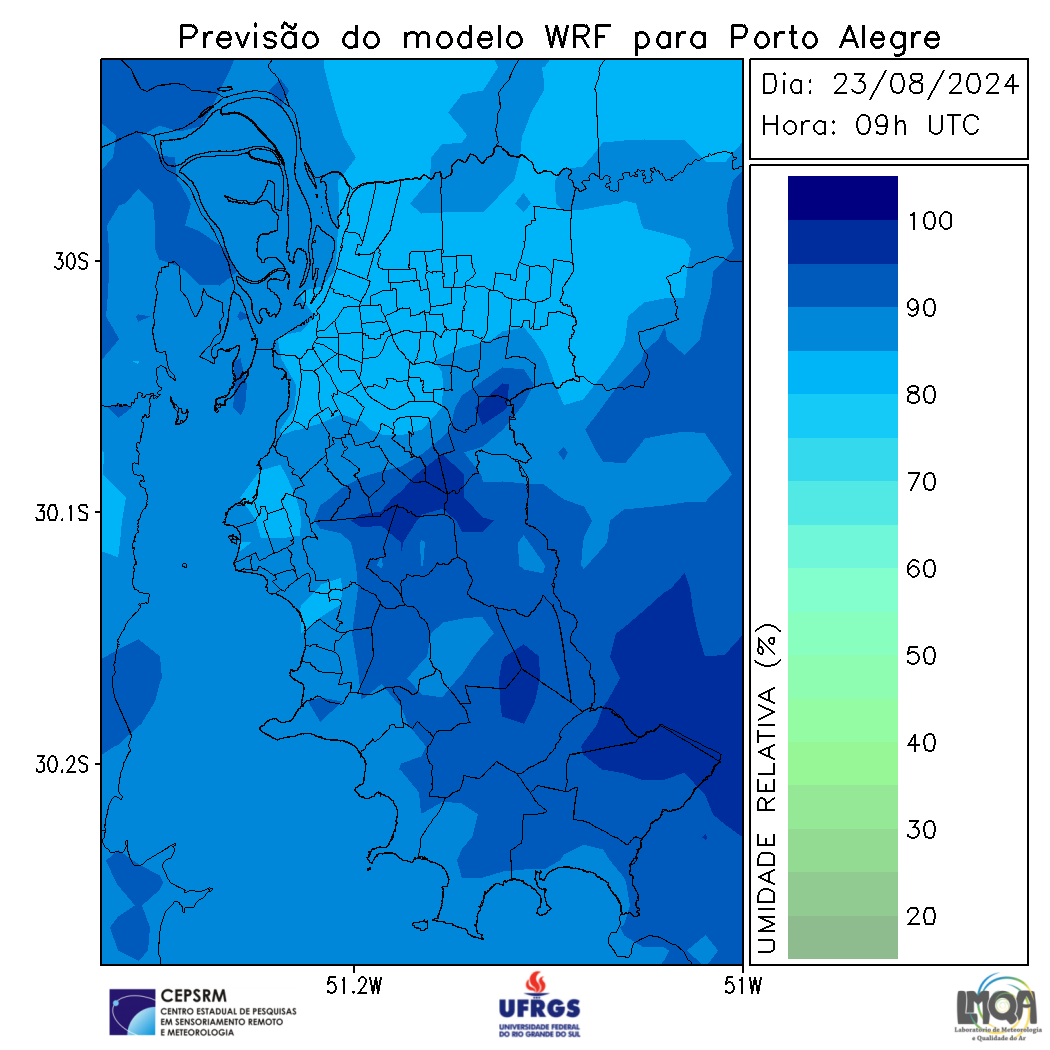 Previsão do modelo WRF para Porto Alegre
Dia: 23/08/2024
Hora: 09h UTC
30S
30.1S
30.2S
51.2W
51W
UMIDADE RELATIVA (%)
100
90
80
70
60
50
40
30
20
CEPSRM
CENTRO ESTADUAL DE PESQUISAS
EM SENSORIAMENTO REMOTO
E METEOROLOGIA
UFRGS
UNIVERSIDADE FEDERAL
DO RIO GRANDE DO SUL
LMQA
Laboratório de Meteorologia
e Qualidade do Ar